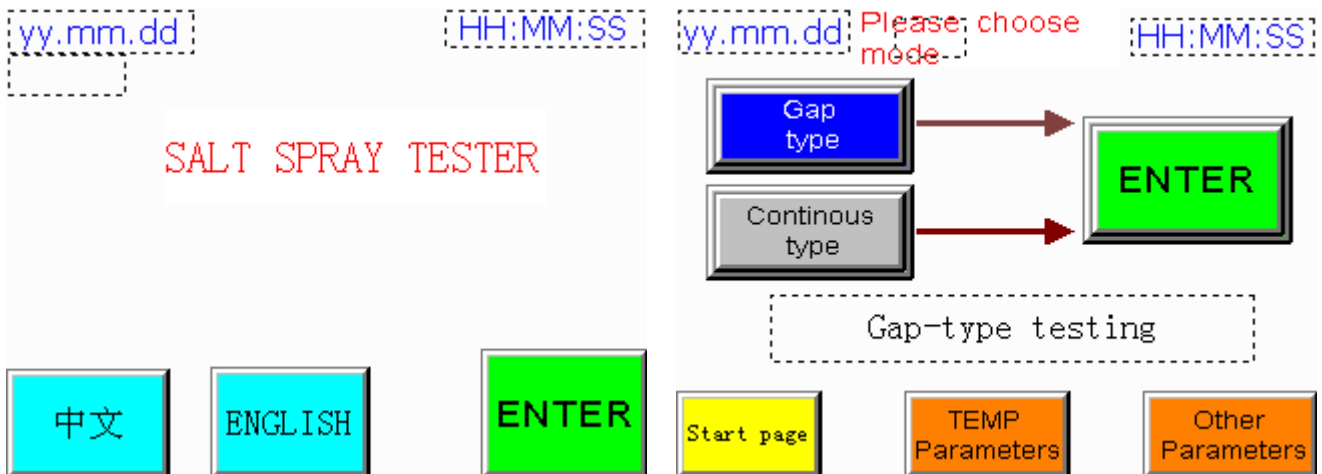 yy.mm.dd
HH:MM:SS
SALT SPRAY TESTER
中文
ENGLISH
ENTER
yy.mm.dd
Please choose
mode
HH:MM:SS
Gap
type
Continous
type
ENTER
Gap-type testing
Start page
TEMP
Parameters
Other
Parameters